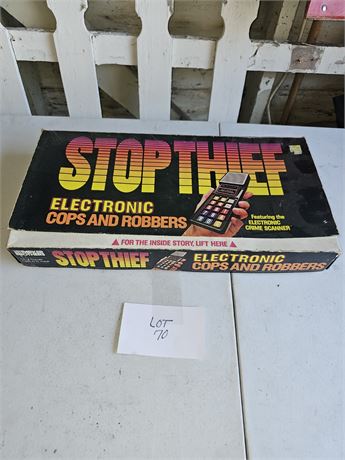 STOP THIEF
ELECTRONIC
COPS AND ROBBERS
Featuring the
ELECTRONIC
CRIME SCANNER
▲ FOR THE INSIDE STORY, LIFT HERE ▲
STOP THIEF ELECTRONIC
COPS AND ROBBERS
LOT
70